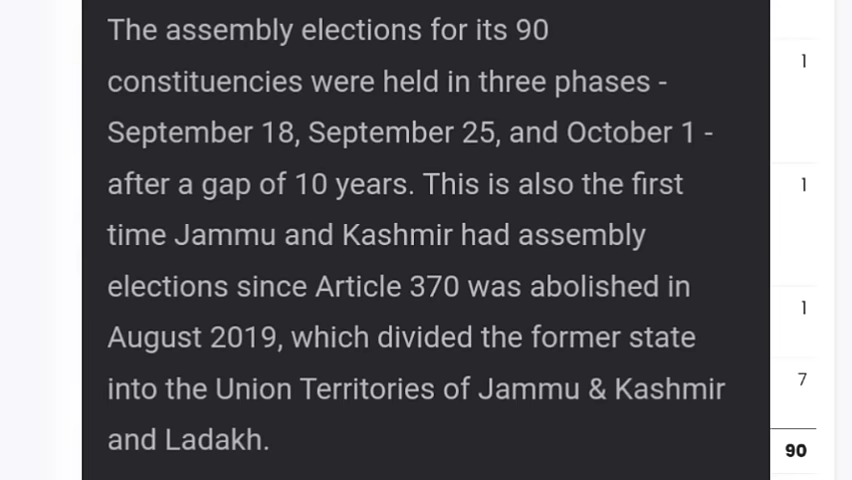 The assembly elections for its 90
constituencies were held in three phases -
September 18, September 25, and October 1 -
after a gap of 10 years. This is also the first
time Jammu and Kashmir had assembly
elections since Article 370 was abolished in
August 2019, which divided the former state
into the Union Territories of Jammu & Kashmir
and Ladakh.
1
1
1
7
90